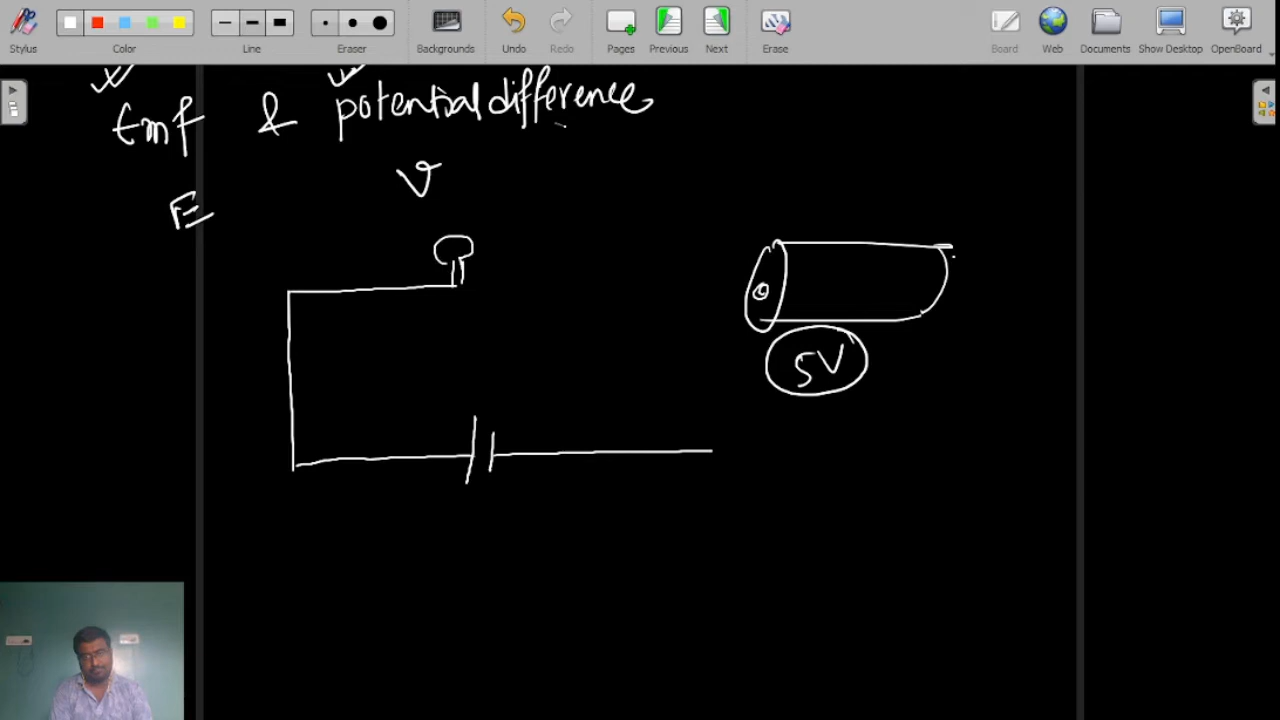 Stylus Color Line Eraser Backgrounds Undo Redo Pages Previous Next Erase Board Web Documents Show Desktop OpenBoard
Emf & potential difference
E V
5V